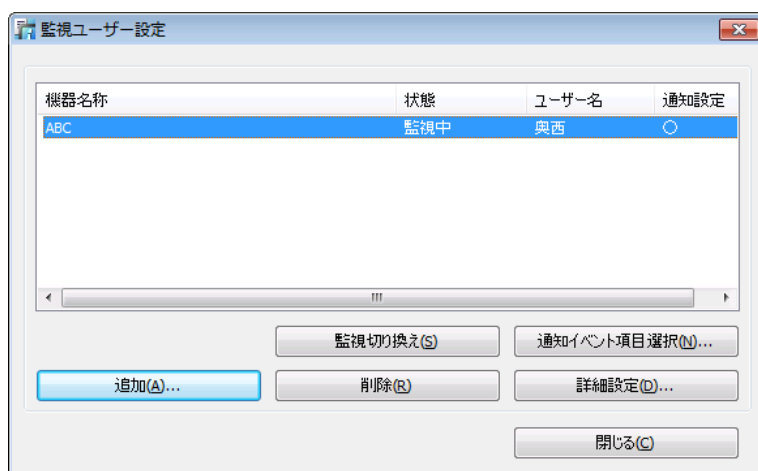 監視ユーザー設定
機器名称 状態 ユーザー名 通知設定
ABC 監視中 奥西 ○
監視切り換え(S) 通知イベント項目選択(N)...
追加(A)... 削除(R) 詳細設定(D)...
閉じる(C)